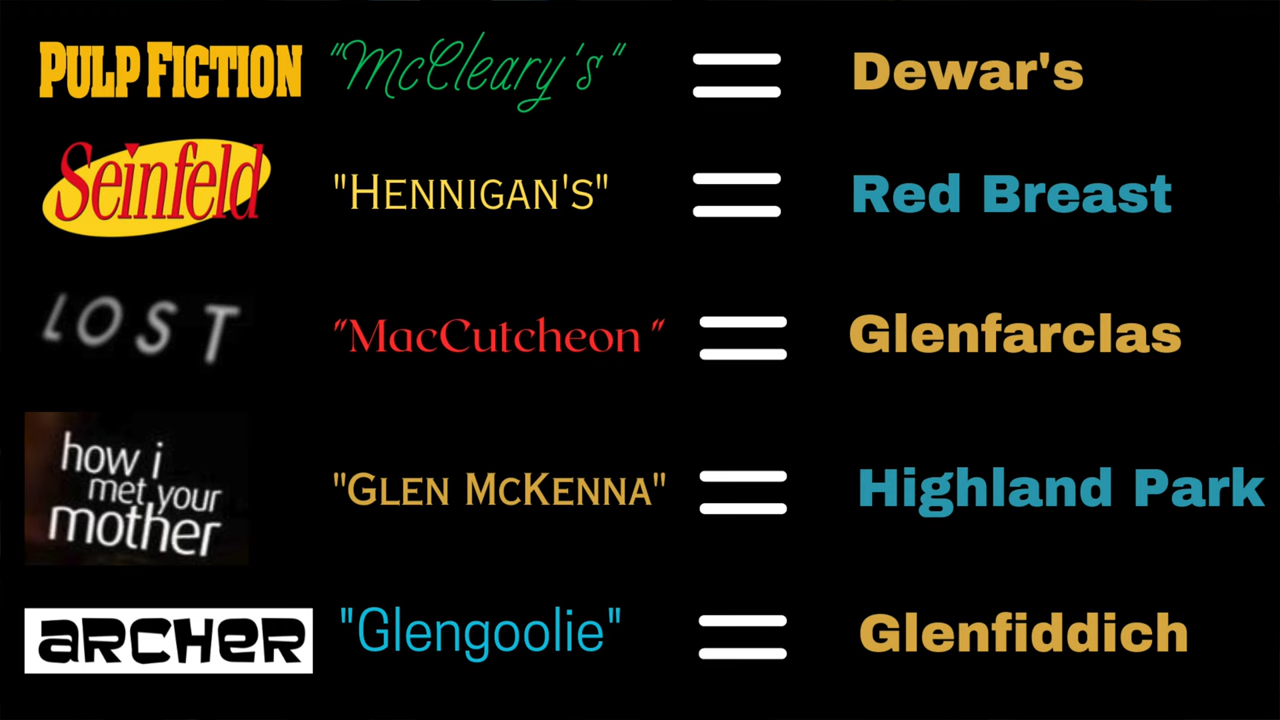 PULP FICTION "McCleary's" = Dewar's
Seinfeld "HENNIGAN'S" = Red Breast
LOST "MacCutcheon" = Glenfarclas
how i
met your
mother "GLEN MCKENNA" = Highland Park
ARCHER "Glengoolie" = Glenfiddich